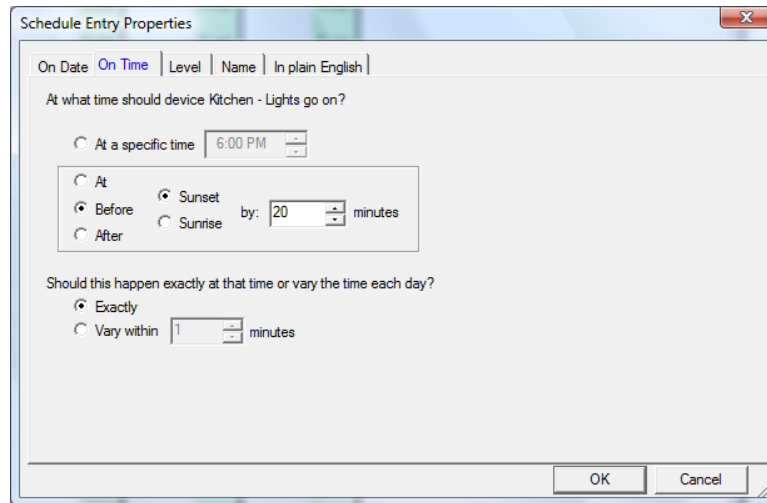 Schedule Entry Properties
On Date On Time Level Name In plain English
At what time should device Kitchen - Lights go on?
At a specific time 6:00 PM
At
Before
After
Sunset
Sunrise
by: 20 minutes
Should this happen exactly at that time or vary the time each day?
Exactly
Vary within 1 minutes
OK Cancel